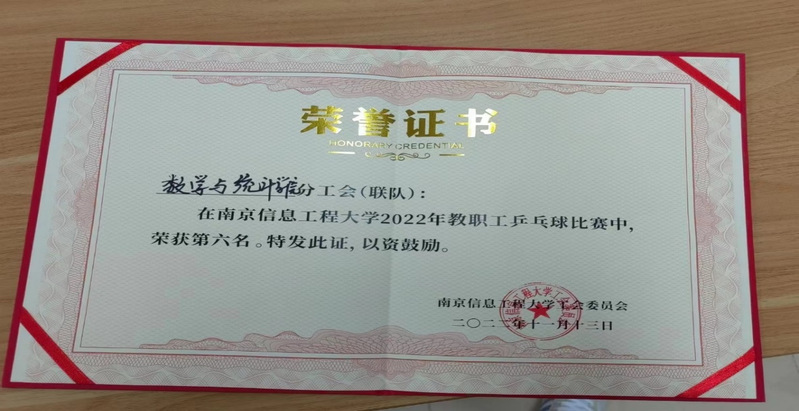 荣誉证书
HONORARY CREDENTIAL
数学与统计学院分工会(联队):
在南京信息工程大学2022年教职工乒乓球比赛中,
荣获第六名。特发此证,以资鼓励。
南京信息工程大学工会委员会
二〇二二年十一月十三日